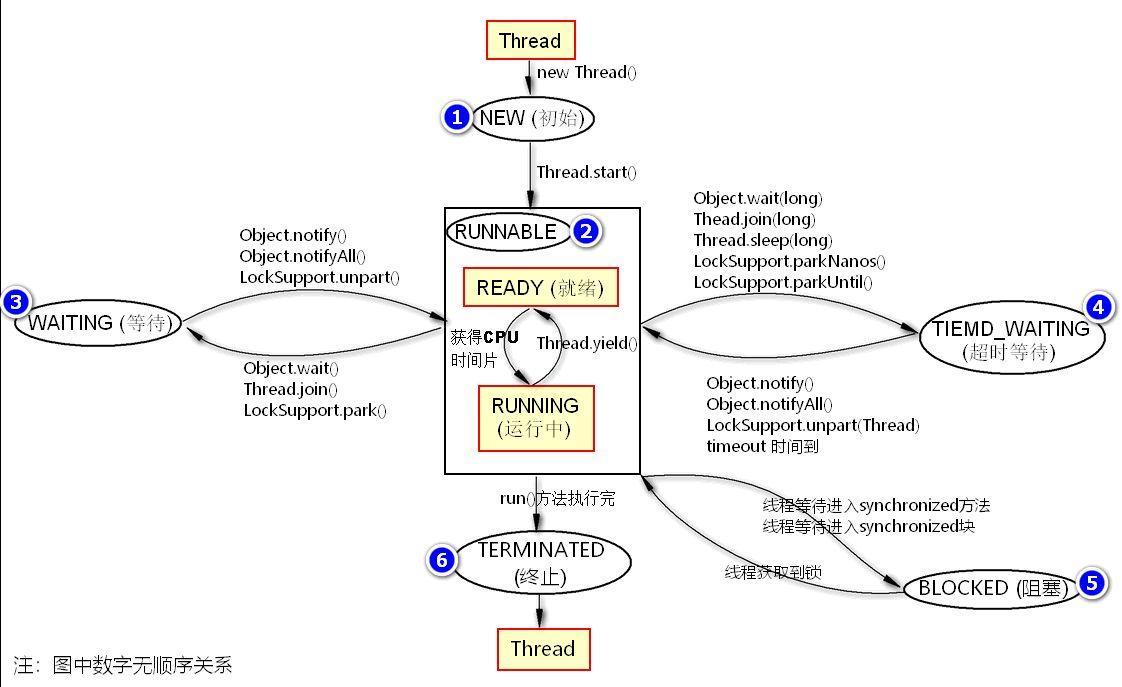 Thread
new Thread()
1
NEW (初始)
Thread.start()
RUNNABLE
2
READY (就绪)
获得CPU
时间片
Thread.yield()
RUNNING
(运行中)
Object.notify()
Object.notifyAll()
LockSupport.unpart()
3
WAITING (等待)
Object.wait()
Thread.join()
LockSupport.park()
Object.wait(long)
Thead.join(long)
Thread.sleep(long)
LockSupport.parkNanos()
LockSupport.parkUntil()
4
TIEMD_WAITING
(超时等待)
Object.notify()
Object.notifyAll()
LockSupport.unpart(Thread)
timeout 时间到
run()方法执行完
线程等待进入synchronized方法
线程等待进入synchronized块
线程获取到锁
BLOCKED (阻塞)
5
6
TERMINATED
(终止)
Thread
注：图中数字无顺序关系